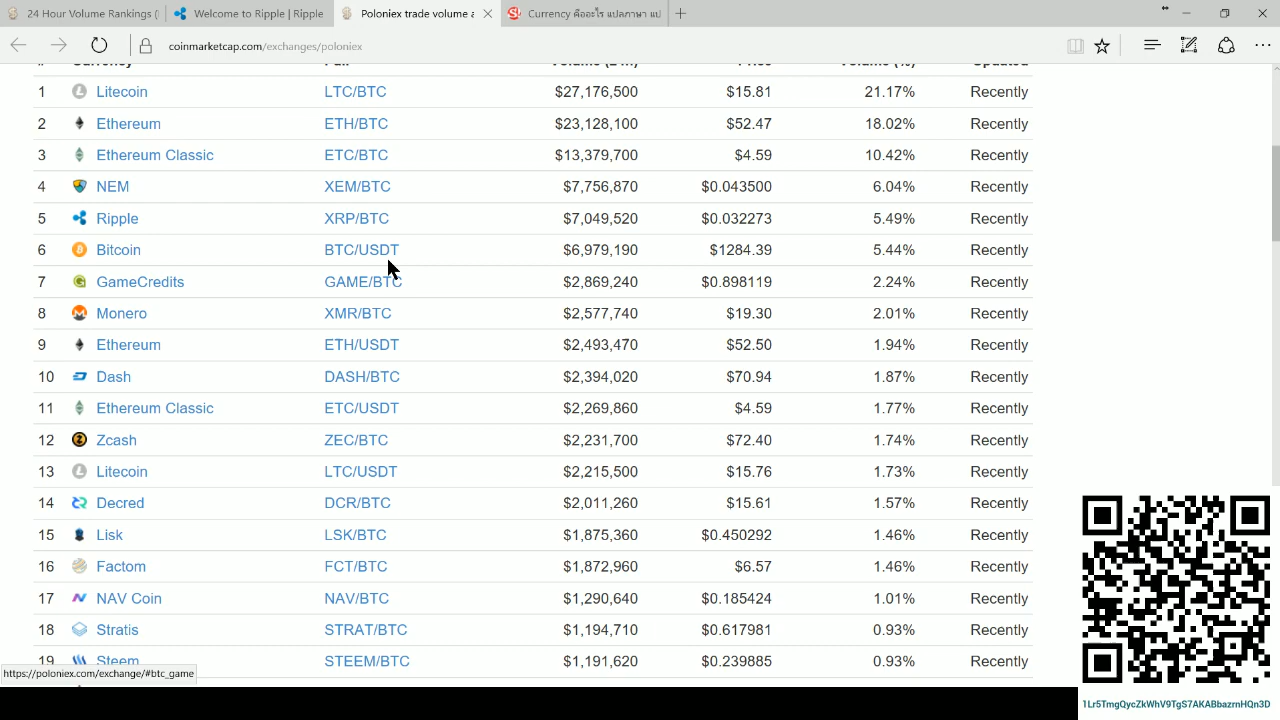 24 Hour Volume Rankings (
Welcome to Ripple | Ripple
Poloniex trade volume a
Currency คืออะไร แปลภาษา แป
coinmarketcap.com/exchanges/poloniex
# Currency Pair Volume (24h) Price Volume (%) Updated
1 Litecoin LTC/BTC $27,176,500 $15.81 21.17% Recently
2 Ethereum ETH/BTC $23,128,100 $52.47 18.02% Recently
3 Ethereum Classic ETC/BTC $13,379,700 $4.59 10.42% Recently
4 NEM XEM/BTC $7,756,870 $0.043500 6.04% Recently
5 Ripple XRP/BTC $7,049,520 $0.032273 5.49% Recently
6 Bitcoin BTC/USDT $6,979,190 $1284.39 5.44% Recently
7 GameCredits GAME/BTC $2,869,240 $0.898119 2.24% Recently
8 Monero XMR/BTC $2,577,740 $19.30 2.01% Recently
9 Ethereum ETH/USDT $2,493,470 $52.50 1.94% Recently
10 Dash DASH/BTC $2,394,020 $70.94 1.87% Recently
11 Ethereum Classic ETC/USDT $2,269,860 $4.59 1.77% Recently
12 Zcash ZEC/BTC $2,231,700 $72.40 1.74% Recently
13 Litecoin LTC/USDT $2,215,500 $15.76 1.73% Recently
14 Decred DCR/BTC $2,011,260 $15.61 1.57% Recently
15 Lisk LSK/BTC $1,875,360 $0.450292 1.46% Recently
16 Factom FCT/BTC $1,872,960 $6.57 1.46% Recently
17 NAV Coin NAV/BTC $1,290,640 $0.185424 1.01% Recently
18 Stratis STRAT/BTC $1,194,710 $0.617981 0.93% Recently
19 Steem STEEM/BTC $1,191,620 $0.239885 0.93% Recently
https://poloniex.com/exchange/#btc_game
1Lr5TmgQycZkWhV9TgS7AKABbazrnHQn3D